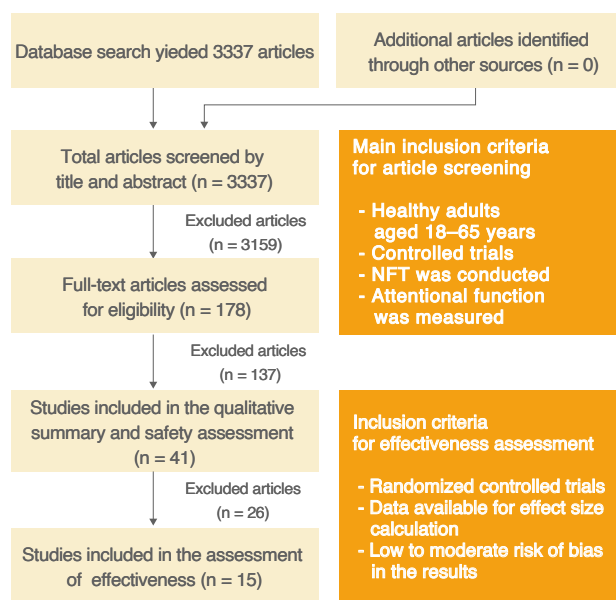 Database search yieded 3337 articles
Additional articles identified
through other sources (n = 0)
Total articles screened by
title and abstract (n = 3337)
Main inclusion criteria
for article screening
- Healthy adults
aged 18–65 years
- Controlled trials
- NFT was conducted
- Attentional function
was measured
Excluded articles
(n = 3159)
Full-text articles assessed
for eligibility (n = 178)
Excluded articles
(n = 137)
Studies included in the qualitative
summary and safety assessment
(n = 41)
Inclusion criteria
for effectiveness assessment
- Randomized controlled trials
- Data available for effect size
calculation
- Low to moderate risk of bias
in the results
Excluded articles
(n = 26)
Studies included in the assessment
of effectiveness (n = 15)